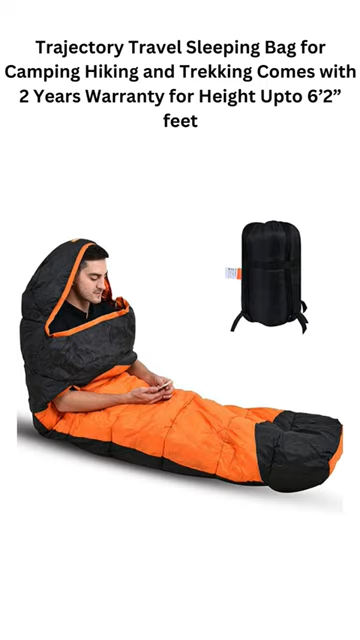 Trajectory Travel Sleeping Bag for
Camping Hiking and Trekking Comes with
2 Years Warranty for Height Upto 6’2”
feet